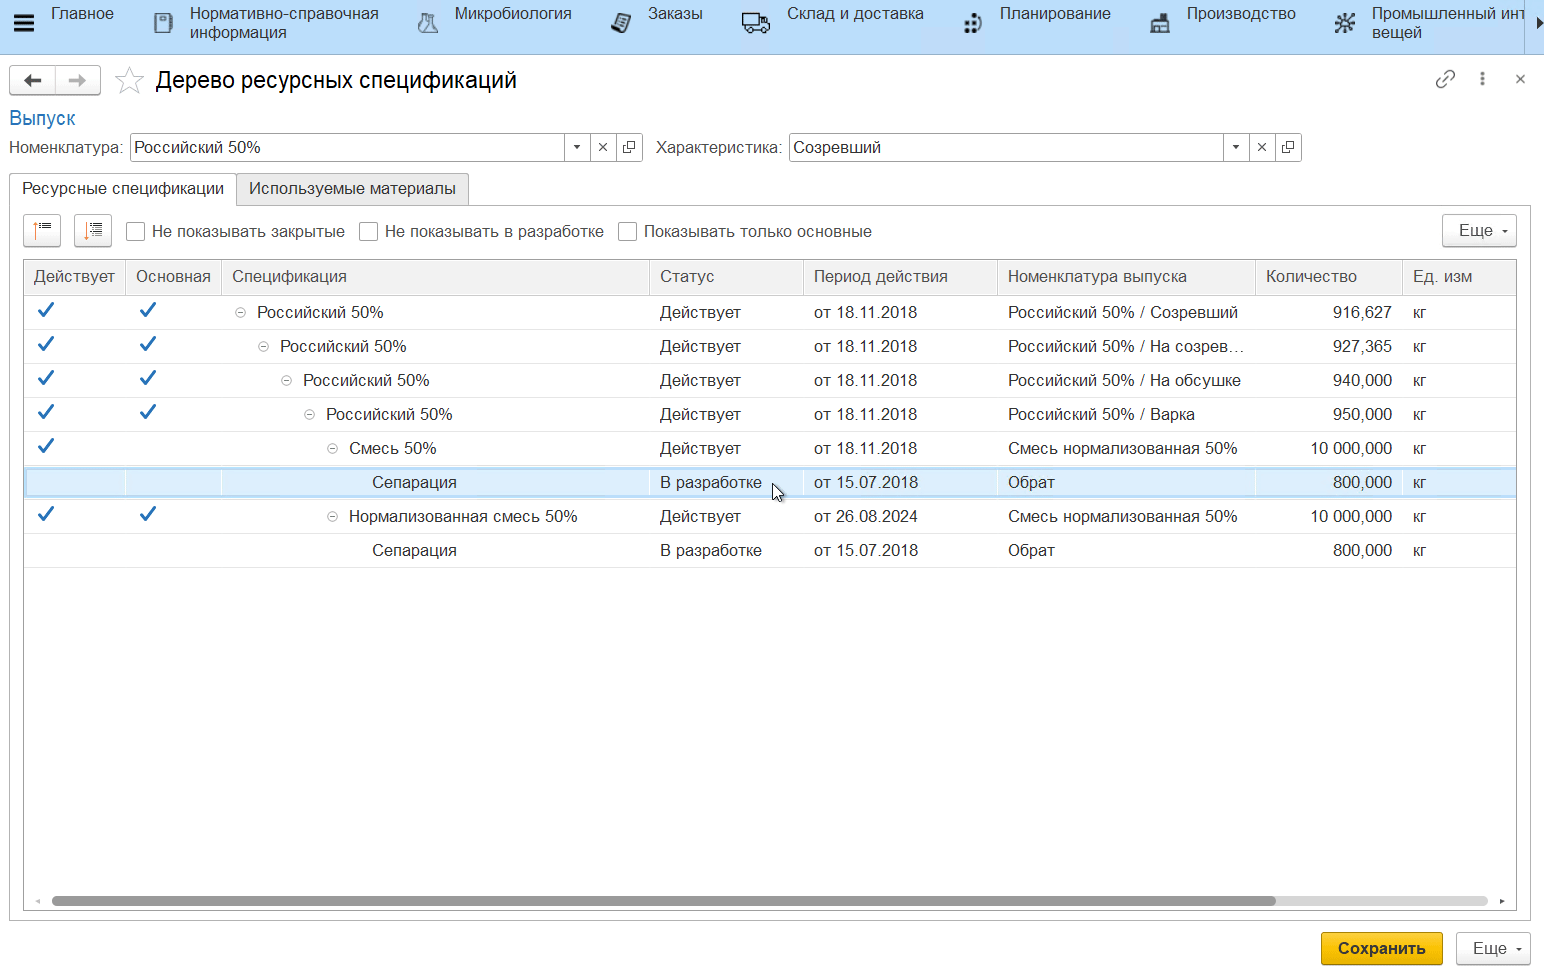 Главное
Нормативно-справочная информация
Микробиология
Заказы
Склад и доставка
Планирование
Производство
Промышленный инт
вещей
Дерево ресурсных спецификаций
Выпуск
Номенклатура: Российский 50% Характеристика: Созревший
Ресурсные спецификации Используемые материалы
Не показывать закрытые Не показывать в разработке Показывать только основные Еще
Действует Основная Спецификация Статус Период действия Номенклатура выпуска Количество Ед. изм
Российский 50% Действует от 18.11.2018 Российский 50% / Созревший 916,627 кг
Российский 50% Действует от 18.11.2018 Российский 50% / На созрев... 927,365 кг
Российский 50% Действует от 18.11.2018 Российский 50% / На обсушке 940,000 кг
Российский 50% Действует от 18.11.2018 Российский 50% / Варка 950,000 кг
Смесь 50% Действует от 18.11.2018 Смесь нормализованная 50% 10 000,000 кг
Сепарация В разработке от 15.07.2018 Обрат 800,000 кг
Нормализованная смесь 50% Действует от 26.08.2024 Смесь нормализованная 50% 10 000,000 кг
Сепарация В разработке от 15.07.2018 Обрат 800,000 кг
Сохранить Еще